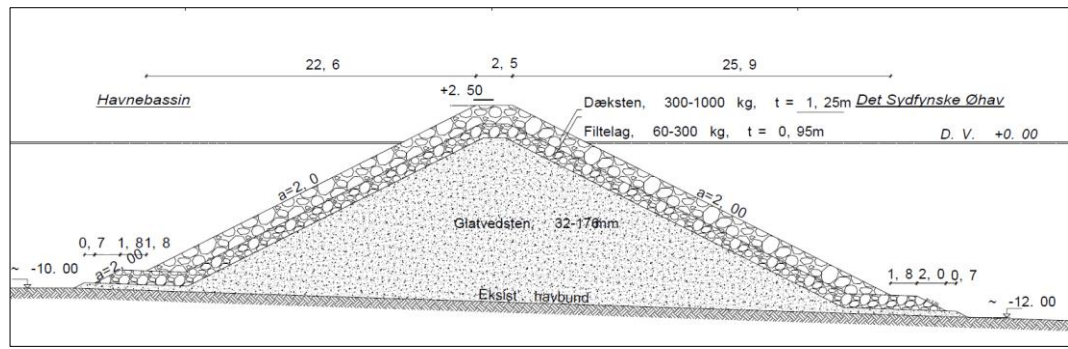 22, 6 2, 5 25, 9
Havnebassin
+2. 50
Dæksten, 300-1000 kg, t = 1, 25m
Det Sydfynske Øhav
Filtelag, 60-300 kg, t = 0, 95m
D. V. +0. 00
a=2, 0
a=2, 00
Glatvedsten, 32-176mm
0, 7 1, 8 1, 8
a=2, 00
~ -10. 00
1, 8 2, 0 0, 7
Eksist havbund
~ -12. 00